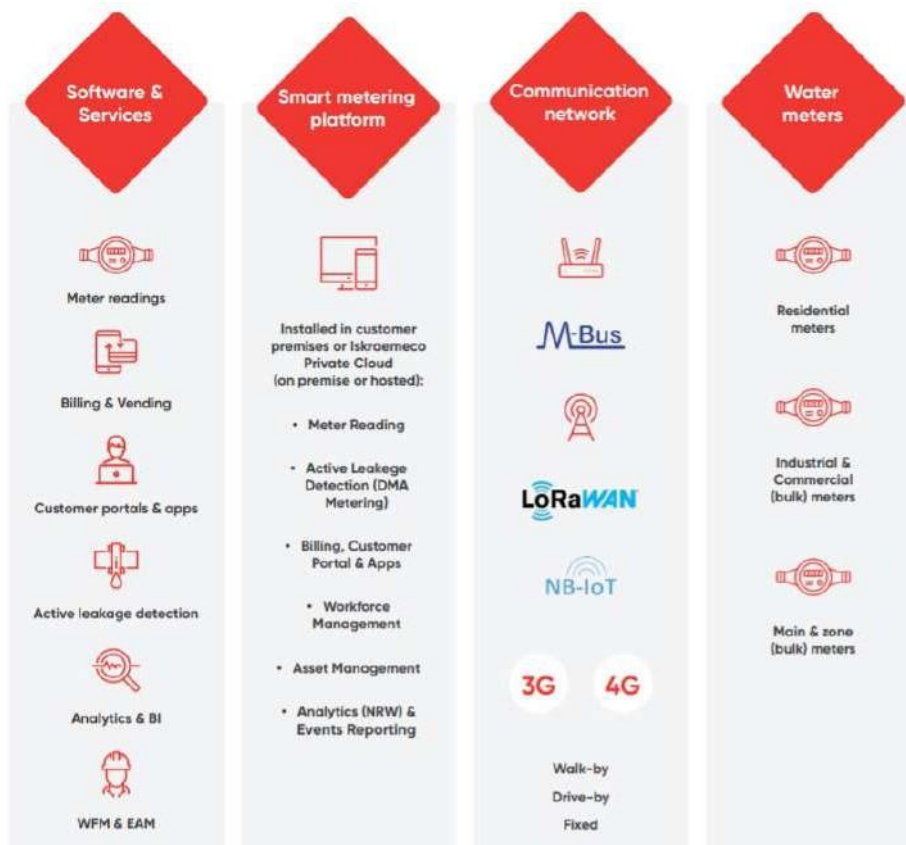 Software &
Services
Meter readings
Billing & Vending
Customer portals & apps
Active leakage detection
Analytics & BI
WFM & EAM
Smart metering
platform
Installed in customer
premises or Iskraemeco
Private Cloud
(on premise or hosted):
• Meter Reading
• Active Leakege
Detection (DMA
Metering)
• Billing, Customer
Portal & Apps
• Workforce
Management
• Asset Management
• Analytics (NRW) &
Events Reporting
Communication
network
M-Bus
LoRaWAN
NB-IoT
3G 4G
Walk-by
Drive-by
Fixed
Water
meters
Residential
meters
Industrial &
Commercial
(bulk) meters
Main & zone
(bulk) meters